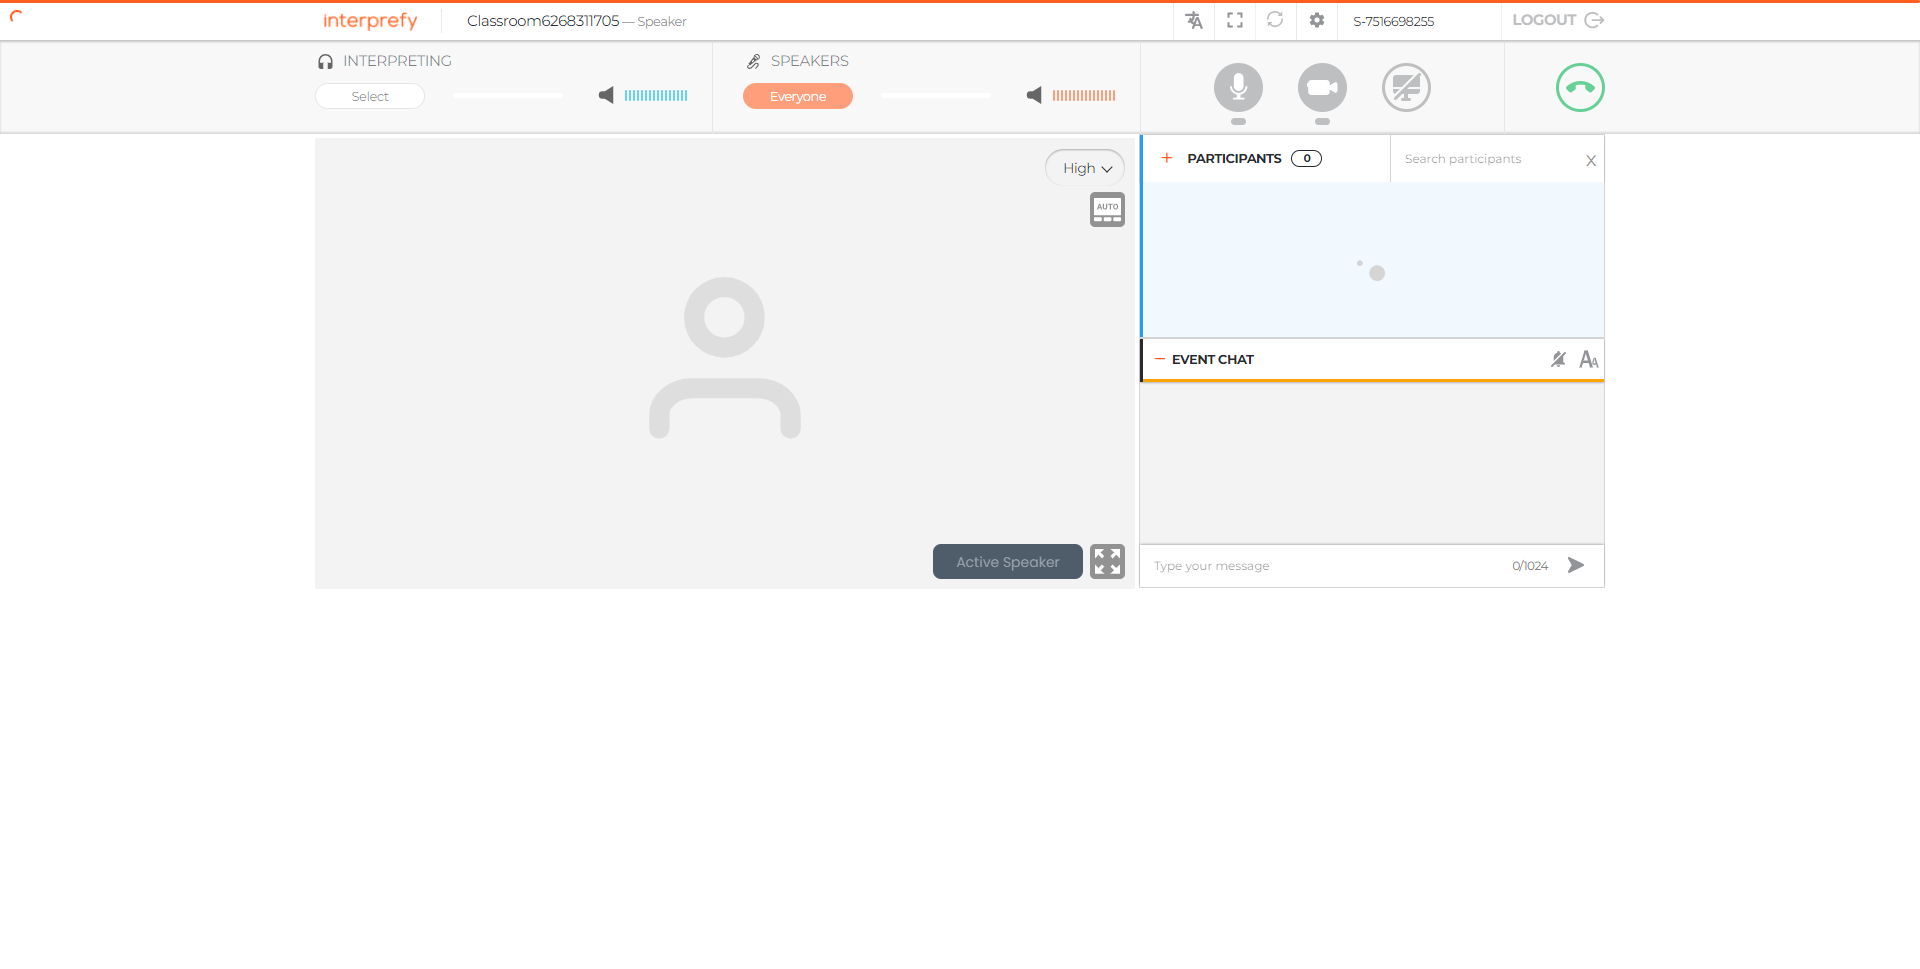 interprefy
Classroom6268311705 — Speaker
S-7516698255
LOGOUT
INTERPRETING
Select
SPEAKERS
Everyone
High
AUTO
Active Speaker
+ PARTICIPANTS 0
Search participants
X
− EVENT CHAT
AA
Type your message
0/1024